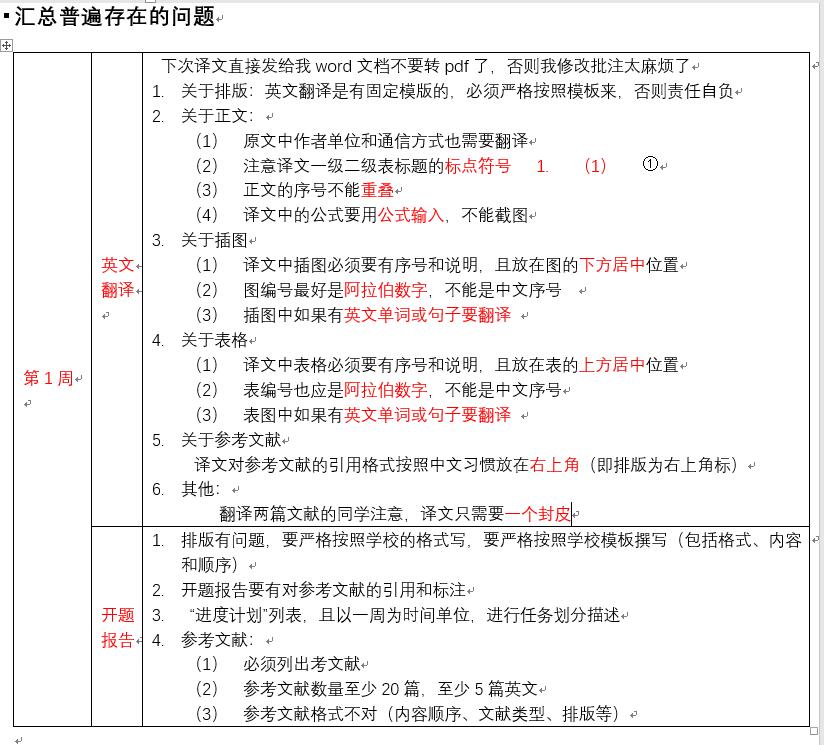 ▪汇总普遍存在的问题
第 1 周
英文
翻译
下次译文直接发给我 word 文档不要转 pdf 了，否则我修改批注太麻烦了
1. 关于排版：英文翻译是有固定模版的，必须严格按照模板来，否则责任自负
2. 关于正文：
（1） 原文中作者单位和通信方式也需要翻译
（2） 注意译文一级二级表标题的标点符号 1. （1） ①
（3） 正文的序号不能重叠
（4） 译文中的公式要用公式输入，不能截图
3. 关于插图
（1） 译文中插图必须要有序号和说明，且放在图的下方居中位置
（2） 图编号最好是阿拉伯数字，不能是中文序号
（3） 插图中如果有英文单词或句子要翻译
4. 关于表格
（1） 译文中表格必须要有序号和说明，且放在表的上方居中位置
（2） 表编号也应是阿拉伯数字，不能是中文序号
（3） 表图中如果有英文单词或句子要翻译
5. 关于参考文献
译文对参考文献的引用格式按照中文习惯放在右上角（即排版为右上角标）
6. 其他：
翻译两篇文献的同学注意，译文只需要一个封皮
开题
报告
1. 排版有问题，要严格按照学校的格式写，要严格按照学校模板撰写（包括格式、内容
和顺序）
2. 开题报告要有对参考文献的引用和标注
3. “进度计划”列表，且以一周为时间单位，进行任务划分描述
4. 参考文献：
（1） 必须列出考文献
（2） 参考文献数量至少 20 篇，至少 5 篇英文
（3） 参考文献格式不对（内容顺序、文献类型、排版等）